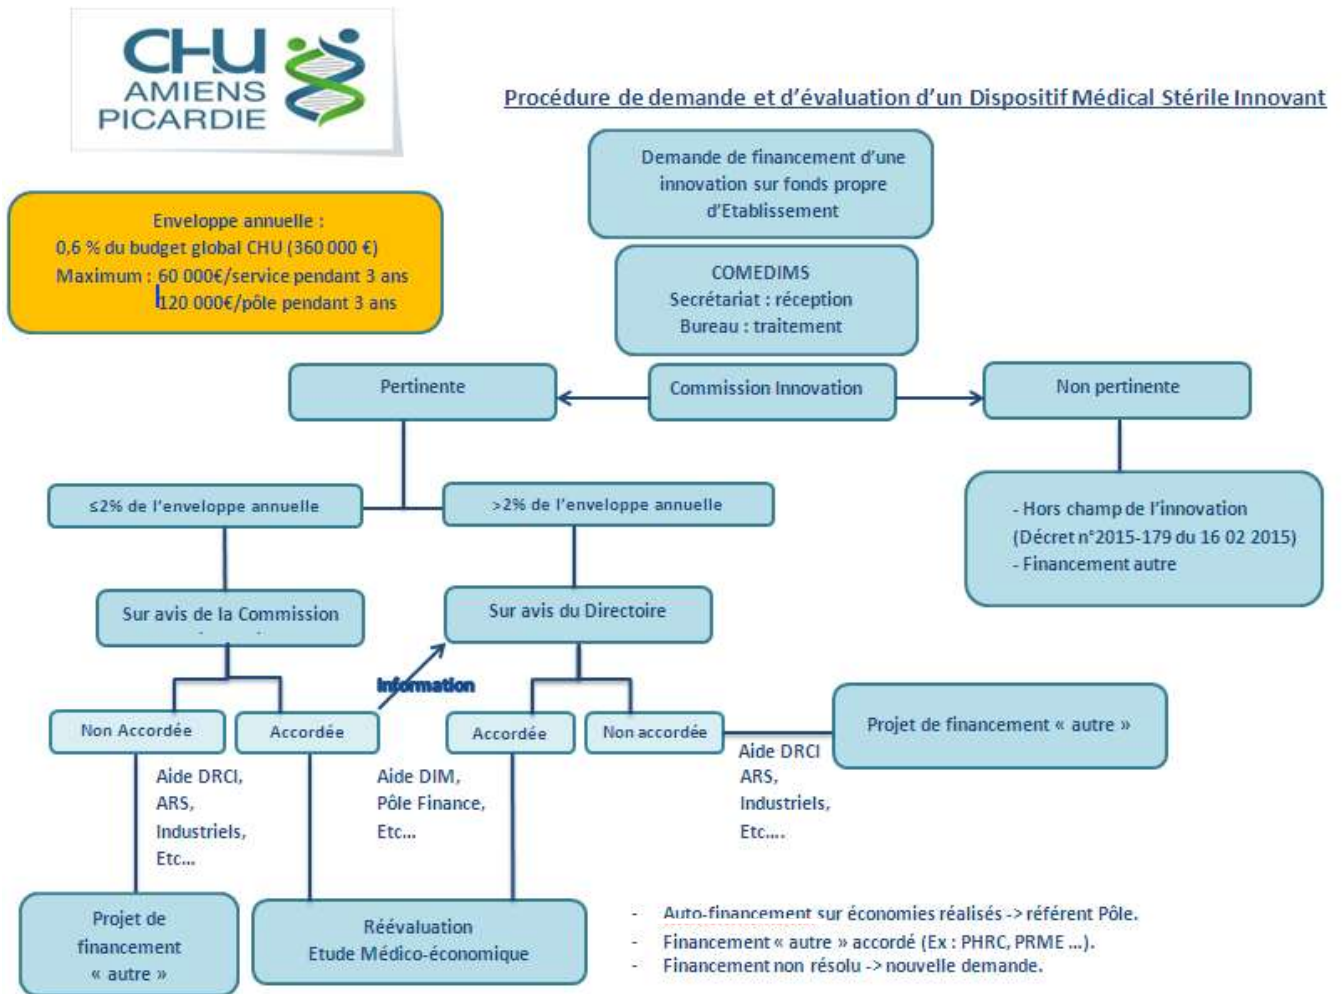 CHU
AMIENS
PICARDIE
Procédure de demande et d'évaluation d'un Dispositif Médical Stérile Innovant
Demande de financement d'une
innovation sur fonds propre
d'Etablissement
Enveloppe annuelle :
0,6 % du budget global CHU (360 000 €)
Maximum : 60 000€/service pendant 3 ans
120 000€/pôle pendant 3 ans
COMEDIMS
Secrétariat : réception
Bureau : traitement
Pertinente
Commission Innovation
Non pertinente
≤2% de l'enveloppe annuelle
>2% de l'enveloppe annuelle
- Hors champ de l'innovation
(Décret n°2015-179 du 16 02 2015)
- Financement autre
Sur avis de la Commission
Sur avis du Directoire
Information
Non Accordée
Accordée
Accordée
Non accordée
Projet de financement « autre »
Aide DRCI,
ARS,
Industriels,
Etc...
Aide DIM,
Pôle Finance,
Etc...
Aide DRCI
ARS,
Industriels,
Etc....
Projet de
financement
« autre »
Réévaluation
Etude Médico-économique
- Auto-financement sur économies réalisés -> référent Pôle.
- Financement « autre » accordé (Ex : PHRC, PRME ...).
- Financement non résolu -> nouvelle demande.